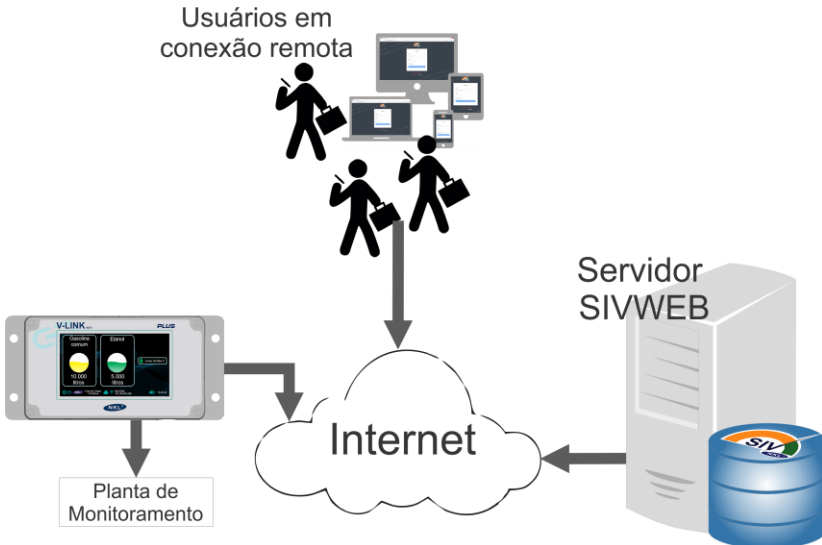 Usuários em
conexão remota
Servidor
SIVWEB
V-LINK
PLUS
Gasolina
comum
Etanol
10.000
litros
5.000
litros
NXL
Internet
SIV
Planta de
Monitoramento